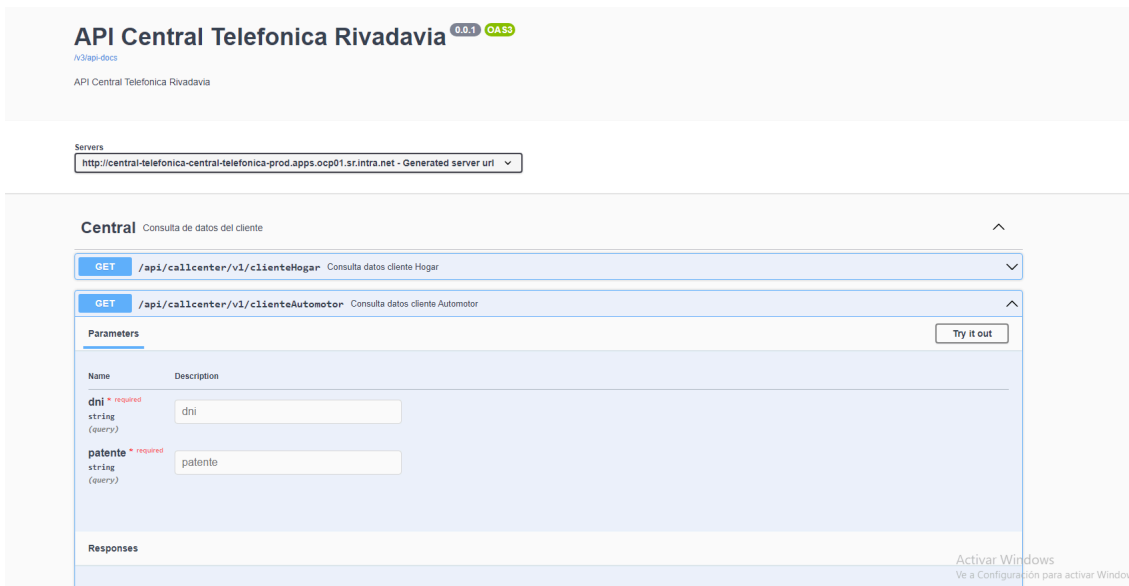 API Central Telefonica Rivadavia 0.0.1 OAS3
/v3/api-docs
API Central Telefonica Rivadavia
Servers
http://central-telefonica-central-telefonica-prod.apps.ocp01.sr.intra.net - Generated server url
Central Consulta de datos del cliente
GET /api/callcenter/v1/clienteHogar Consulta datos cliente Hogar
GET /api/callcenter/v1/clienteAutomotor Consulta datos cliente Automotor
Parameters Try it out
Name Description
dni * required
string dni
(query)
patente * required
string patente
(query)
Responses
Activar Windows
Ve a Configuración para activar Window